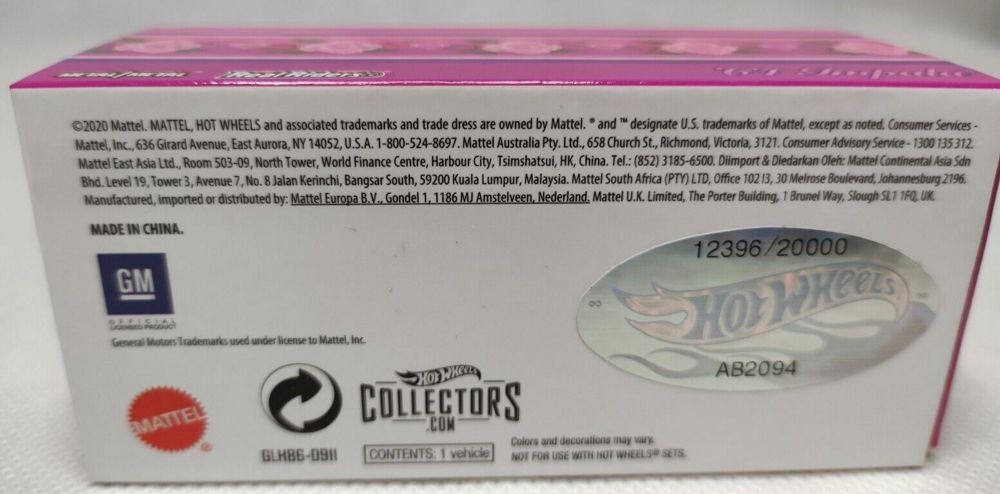 METAL/METAL Real Riders '64 Impala
©2020 Mattel. MATTEL, HOT WHEELS and associated trademarks and trade dress are owned by Mattel. ® and ™ designate U.S. trademarks of Mattel, except as noted. Consumer Services -
Mattel, Inc., 636 Girard Avenue, East Aurora, NY 14052, U.S.A. 1-800-524-8697. Mattel Australia Pty. Ltd., 658 Church St., Richmond, Victoria, 3121. Consumer Advisory Service - 1300 135 312.
Mattel East Asia Ltd., Room 503-09, North Tower, World Finance Centre, Harbour City, Tsimshatsui, HK, China. Tel.: (852) 3185-6500. Diimport & Diedarkan Oleh: Mattel Continental Asia Sdn
Bhd. Level 19, Tower 3, Avenue 7, No. 8 Jalan Kerinchi, Bangsar South, 59200 Kuala Lumpur, Malaysia. Mattel South Africa (PTY) LTD, Office 102 I3, 30 Melrose Boulevard, Johannesburg 2196.
Manufactured, imported or distributed by: Mattel Europa B.V., Gondel 1, 1186 MJ Amstelveen, Nederland. Mattel U.K. Limited, The Porter Building, 1 Brunel Way, Slough SL1 1FQ, UK.
MADE IN CHINA.
12396/20000
GM
HOT WHEELS
OFFICIAL
LICENSED PRODUCT
General Motors Trademarks used under license to Mattel, Inc.
AB2094
MATTEL
HOT WHEELS
COLLECTORS
.COM
GLH86-0911
CONTENTS: 1 vehicle
Colors and decorations may vary.
NOT FOR USE WITH HOT WHEELS® SETS.